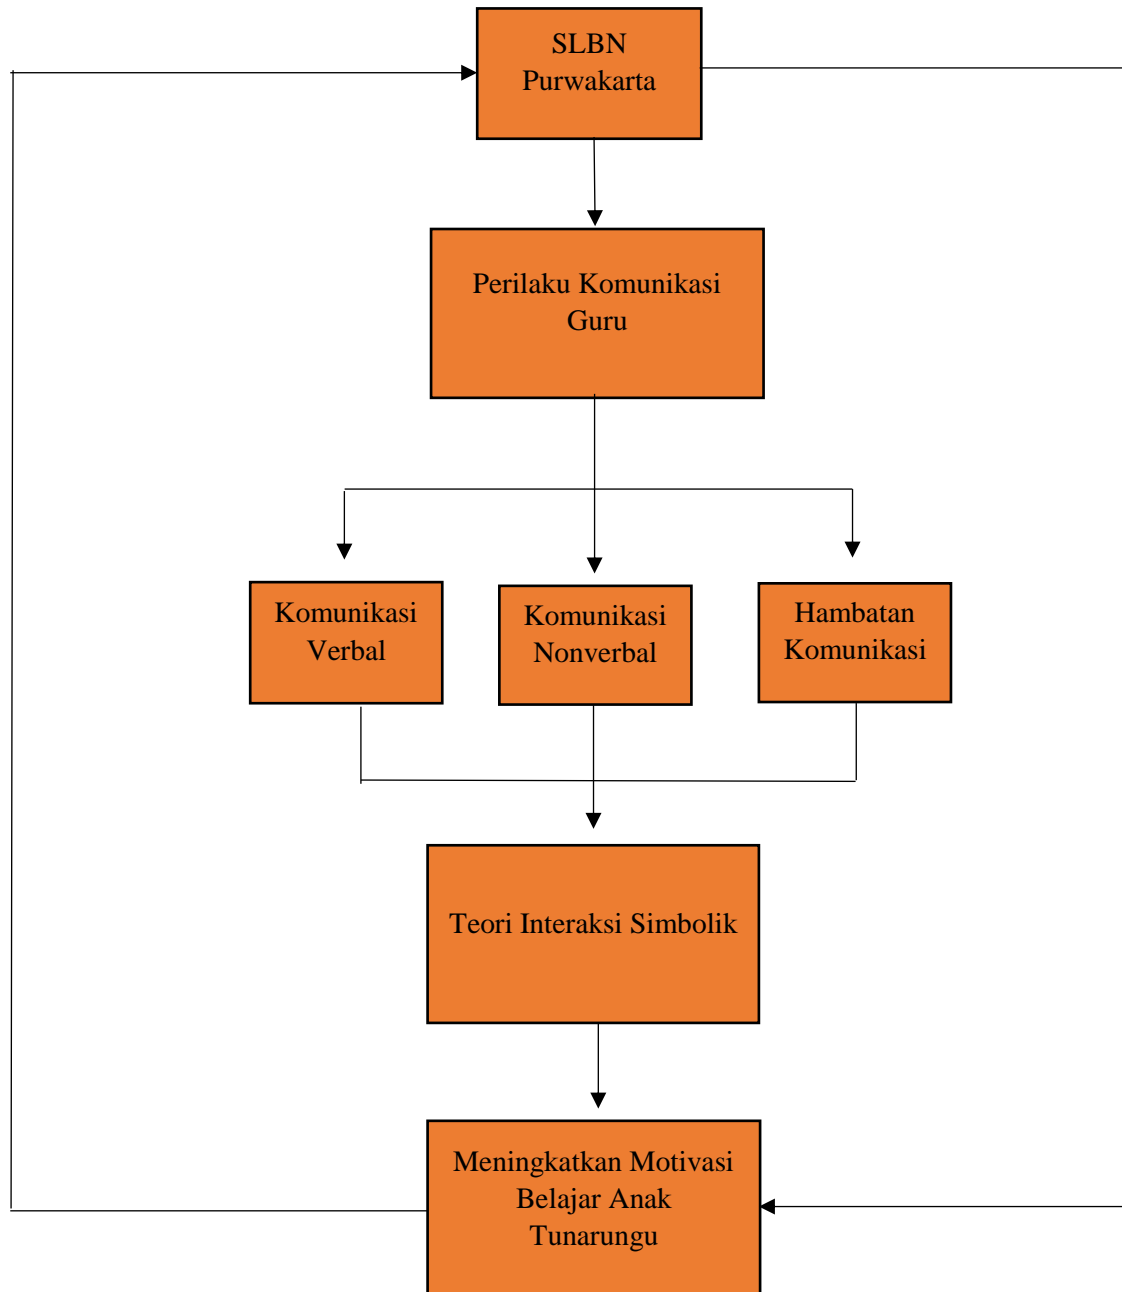 SLBN
Purwakarta
Perilaku Komunikasi
Guru
Komunikasi
Verbal
Komunikasi
Nonverbal
Hambatan
Komunikasi
Teori Interaksi Simbolik
Meningkatkan Motivasi
Belajar Anak
Tunarungu